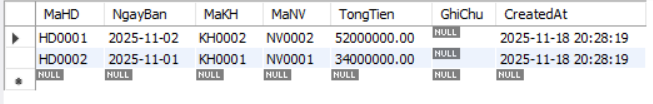 MaHD NgayBan MaKH MaNV TongTien GhiChu CreatedAt
HD0001 2025-11-02 KH0002 NV0002 52000000.00 NULL 2025-11-18 20:28:19
HD0002 2025-11-01 KH0001 NV0001 34000000.00 NULL 2025-11-18 20:28:19
NULL NULL NULL NULL NULL NULL NULL